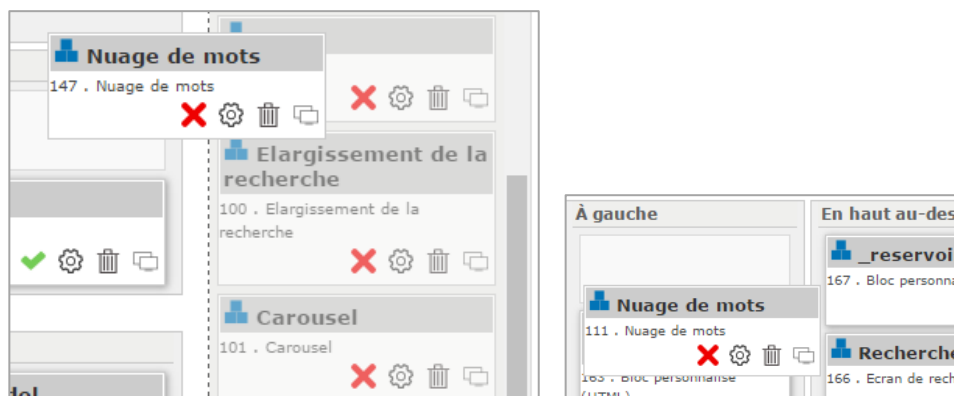 Nuage de mots
147 . Nuage de mots
Elargissement de la
recherche
100 . Elargissement de la
recherche
Carousel
101 . Carousel
À gauche
En haut au-des
_reservoi
167 . Bloc personna
Nuage de mots
111 . Nuage de mots
163 . Bloc personnalisé
(HTML)
Recherche
166 . Ecran de rech